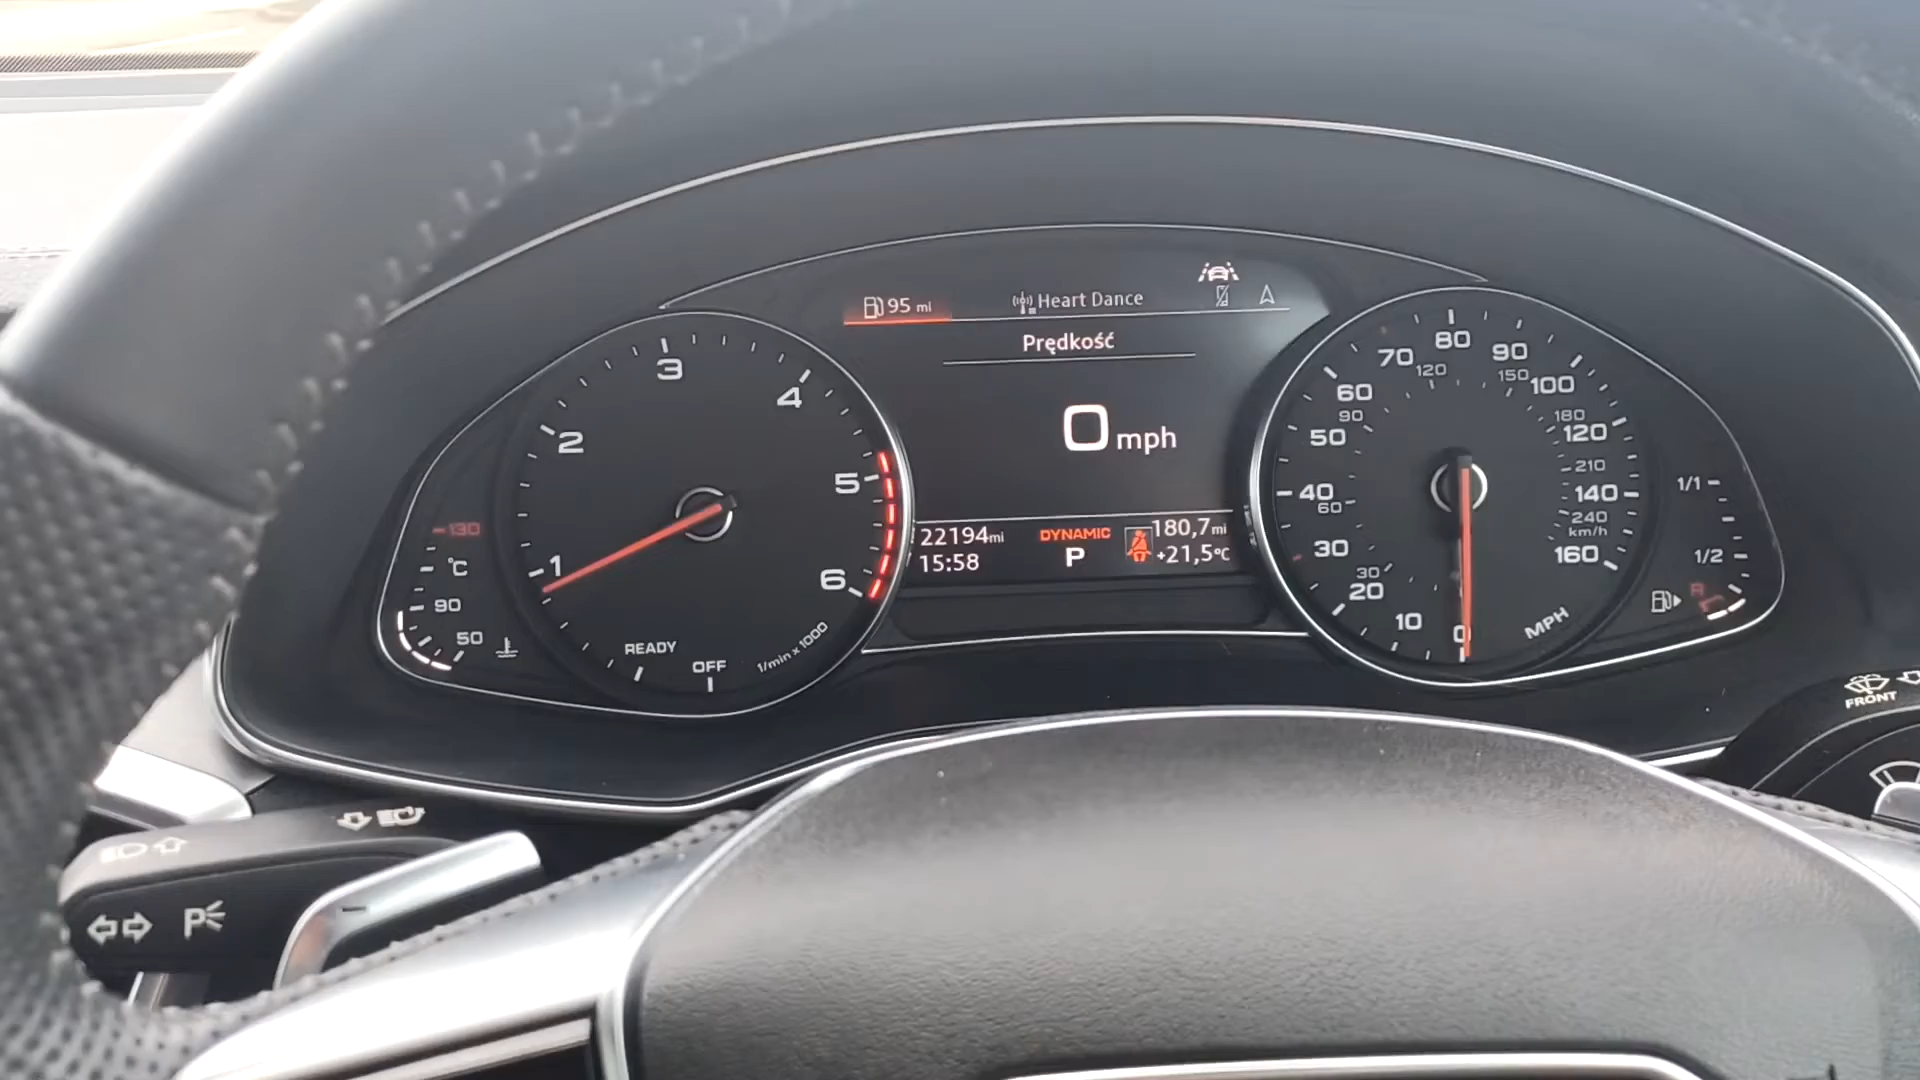 95 mi
Heart Dance
Prędkość
0 mph
22194mi
15:58
DYNAMIC
P
180,7mi
+21,5°C
1
2
3
4
5
6
READY
OFF
1/min x 1000
130
°C
90
50
0
10
20
30
40
50
60
70
80
90
100
120
140
160
30
60
90
120
150
180
210
240
km/h
MPH
1/1
1/2
R
FRONT
P